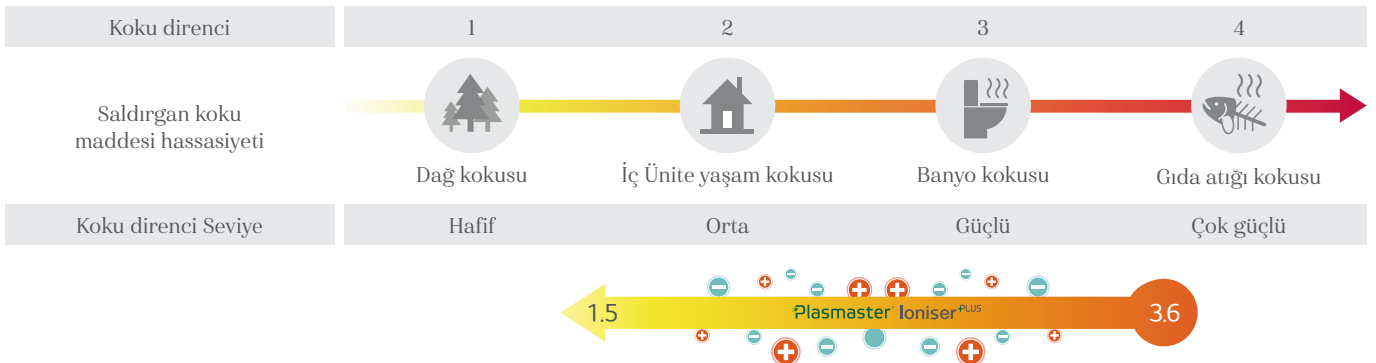 Koku direnci 1 2 3 4
Saldırgan koku
maddesi hassasiyeti
Dağ kokusu İç Ünite yaşam kokusu Banyo kokusu Gıda atığı kokusu
Koku direnci Seviye Hafif Orta Güçlü Çok güçlü
1.5 Plasmaster Ioniser+PLUS 3.6